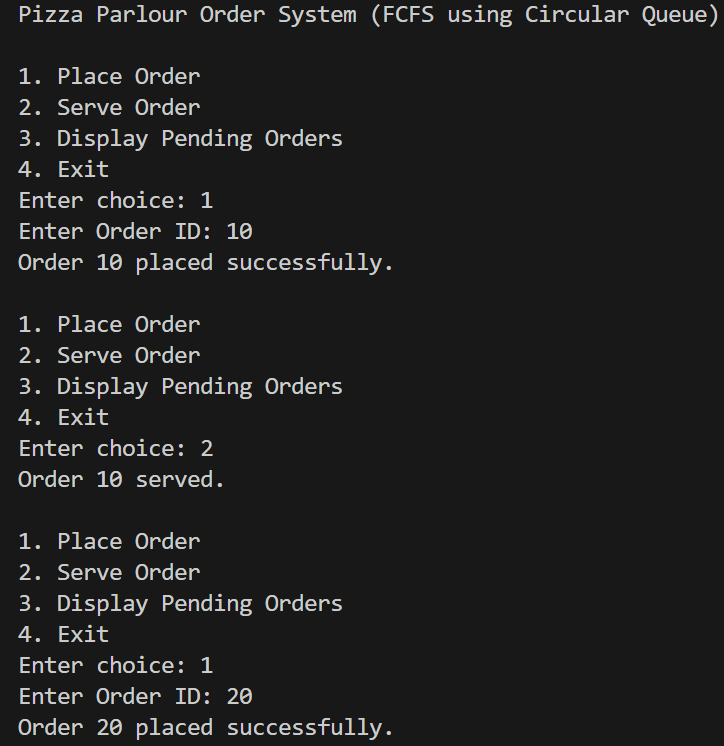 Pizza Parlour Order System (FCFS using Circular Queue)
1. Place Order
2. Serve Order
3. Display Pending Orders
4. Exit
Enter choice: 1
Enter Order ID: 10
Order 10 placed successfully.
1. Place Order
2. Serve Order
3. Display Pending Orders
4. Exit
Enter choice: 2
Order 10 served.
1. Place Order
2. Serve Order
3. Display Pending Orders
4. Exit
Enter choice: 1
Enter Order ID: 20
Order 20 placed successfully.